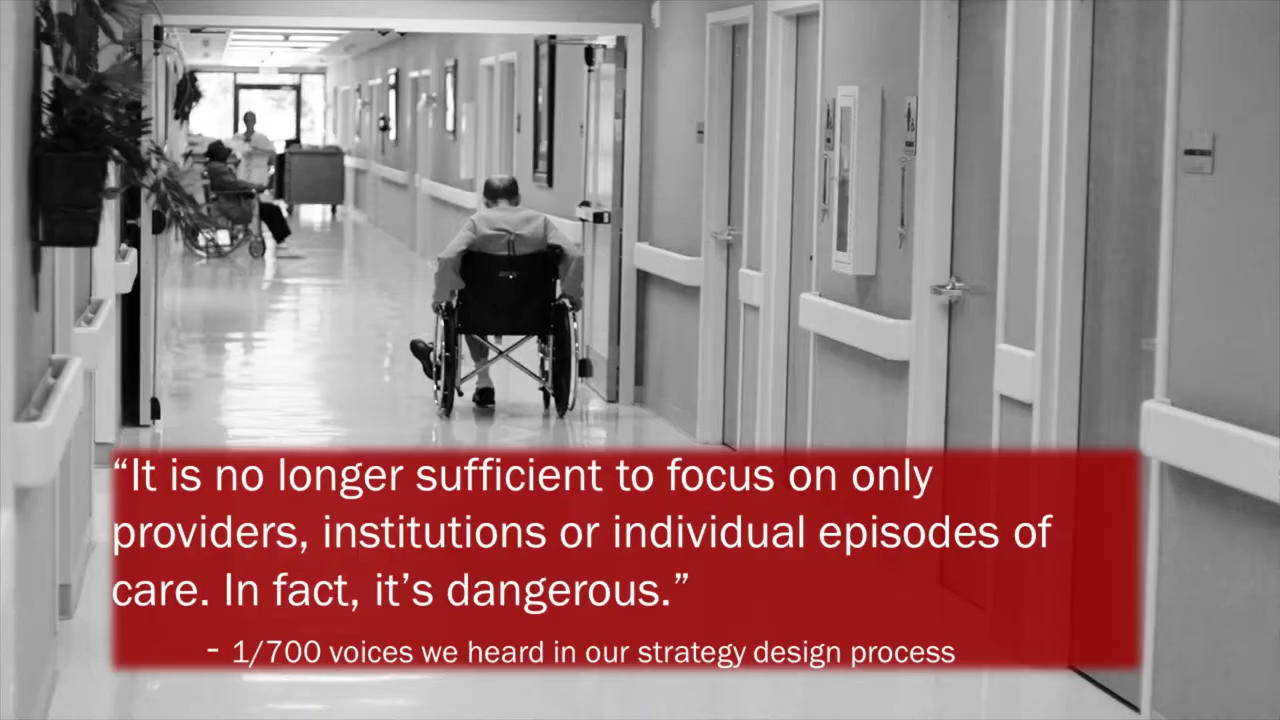 “It is no longer sufficient to focus on only
providers, institutions or individual episodes of
care. In fact, it’s dangerous.”
- 1/700 voices we heard in our strategy design process